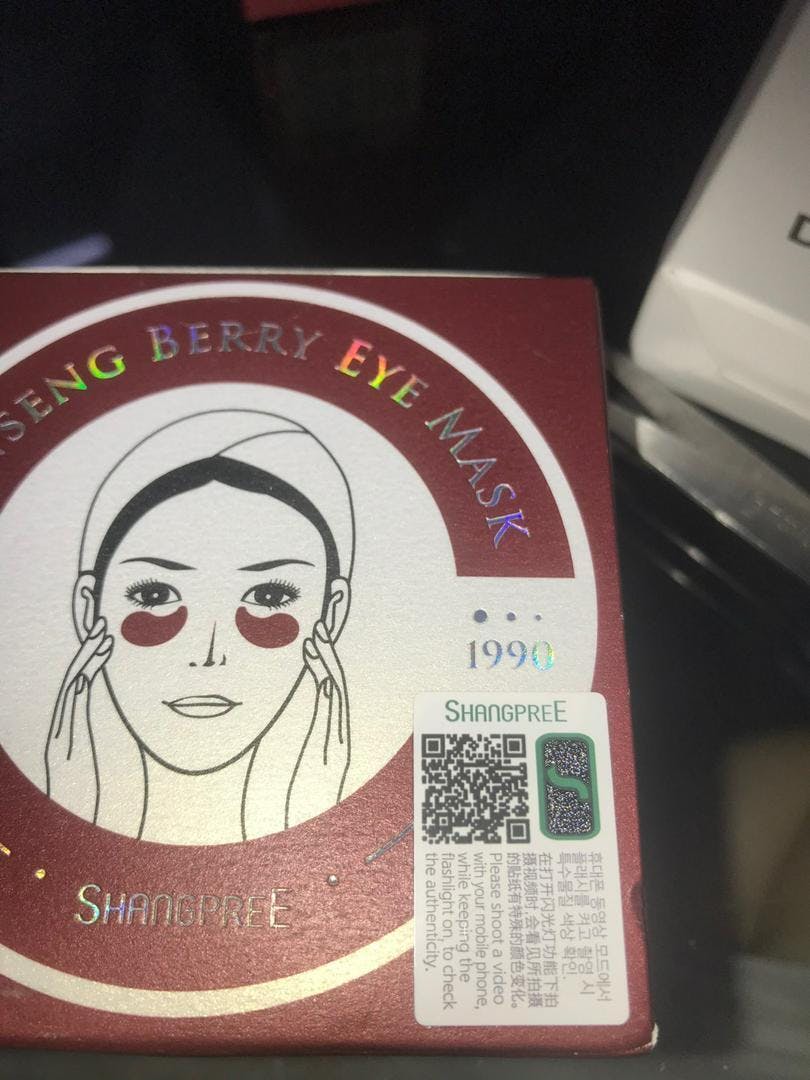 SENG BERRY EYE MASK
1990
SHANGPREE
휴대폰 동영상 모드에서
플래시를 켜고 촬영 시
특수물질 색상 확인.
在打开闪光灯功能下拍
摄视频时,会看见所拍摄
的贴纸有特殊的颜色变化。
Please shoot a video
with your mobile phone,
while keeping the
flashlight on, to check
the authenticity.
SHANGPREE